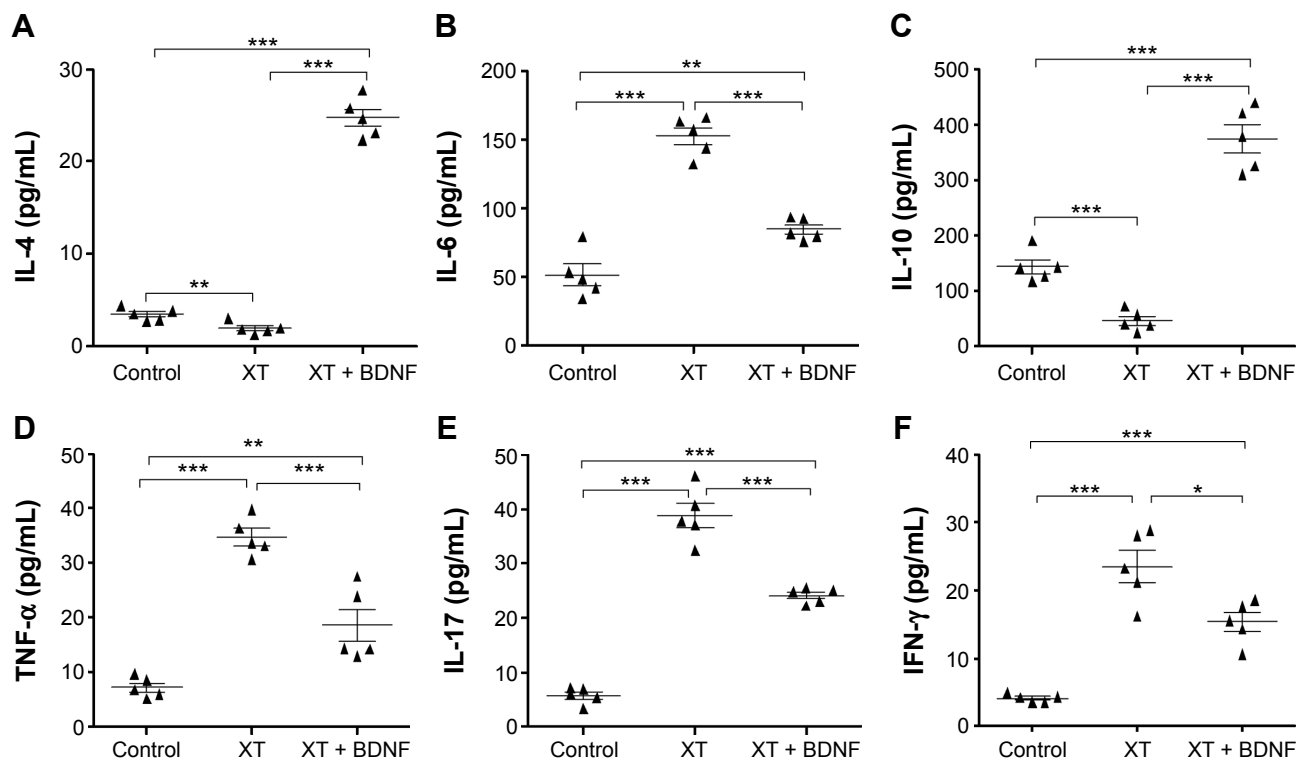 A
IL-4 (pg/mL)
30
20
10
0
***
***
**
Control XT XT + BDNF
B
IL-6 (pg/mL)
200
150
100
50
0
**
*** ***
Control XT XT + BDNF
C
IL-10 (pg/mL)
500
400
300
200
100
0
***
***
***
Control XT XT + BDNF
D
TNF-α (pg/mL)
50
40
30
20
10
0
**
*** ***
Control XT XT + BDNF
E
IL-17 (pg/mL)
50
40
30
20
10
0
***
*** ***
Control XT XT + BDNF
F
IFN-γ (pg/mL)
40
30
20
10
0
***
*** *
Control XT XT + BDNF